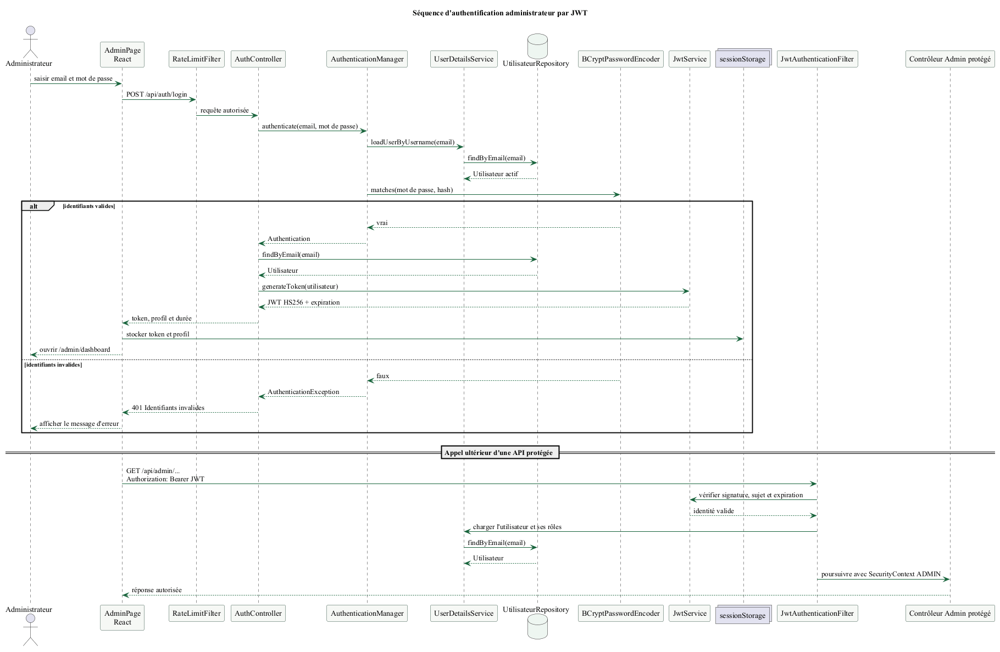 Séquence d'authentification administrateur par JWT
Administrateur
AdminPage
React
RateLimitFilter
AuthController
AuthenticationManager
UserDetailsService
UtilisateurRepository
BCryptPasswordEncoder
JwtService
sessionStorage
JwtAuthenticationFilter
Contrôleur Admin protégé
saisir email et mot de passe
POST /api/auth/login
requête autorisée
authenticate(email, mot de passe)
loadUserByUsername(email)
findByEmail(email)
Utilisateur actif
matches(mot de passe, hash)
alt [identifiants valides]
vrai
Authentication
findByEmail(email)
Utilisateur
generateToken(utilisateur)
JWT HS256 + expiration
token, profil et durée
stocker token et profil
ouvrir /admin/dashboard
[identifiants invalides]
faux
AuthenticationException
401 Identifiants invalides
afficher le message d'erreur
Appel ultérieur d'une API protégée
GET /api/admin/...
Authorization: Bearer JWT
vérifier signature, sujet et expiration
identité valide
charger l'utilisateur et ses rôles
findByEmail(email)
Utilisateur
poursuivre avec SecurityContext ADMIN
réponse autorisée
Administrateur
AdminPage
React
RateLimitFilter
AuthController
AuthenticationManager
UserDetailsService
UtilisateurRepository
BCryptPasswordEncoder
JwtService
sessionStorage
JwtAuthenticationFilter
Contrôleur Admin protégé